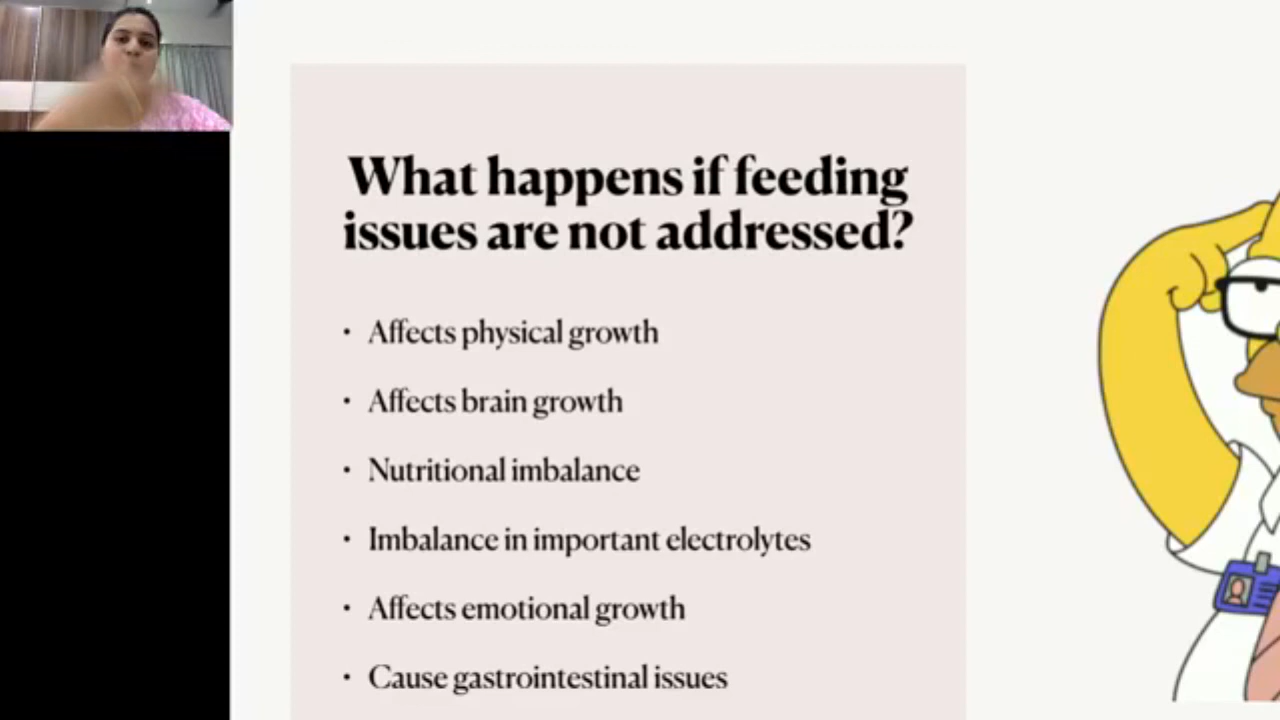 What happens if feeding
issues are not addressed?
• Affects physical growth
• Affects brain growth
• Nutritional imbalance
• Imbalance in important electrolytes
• Affects emotional growth
• Cause gastrointestinal issues